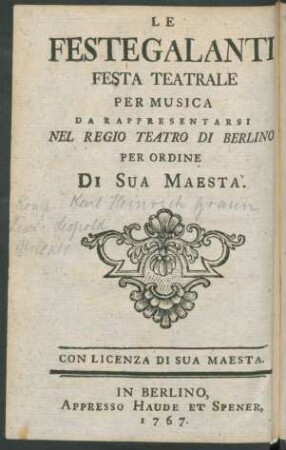 LE
FESTEGALANTI
FESTA TEATRALE
PER MUSICA
DA RAPPRESENTARSI
NEL REGIO TEATRO DI BERLINO
PER ORDINE
DI SUA MAESTA.
Karl Heinrich Graun
CON LICENZA DI SUA MAESTA.
IN BERLINO,
APPRESSO HAUDE ET SPENER,
1767.